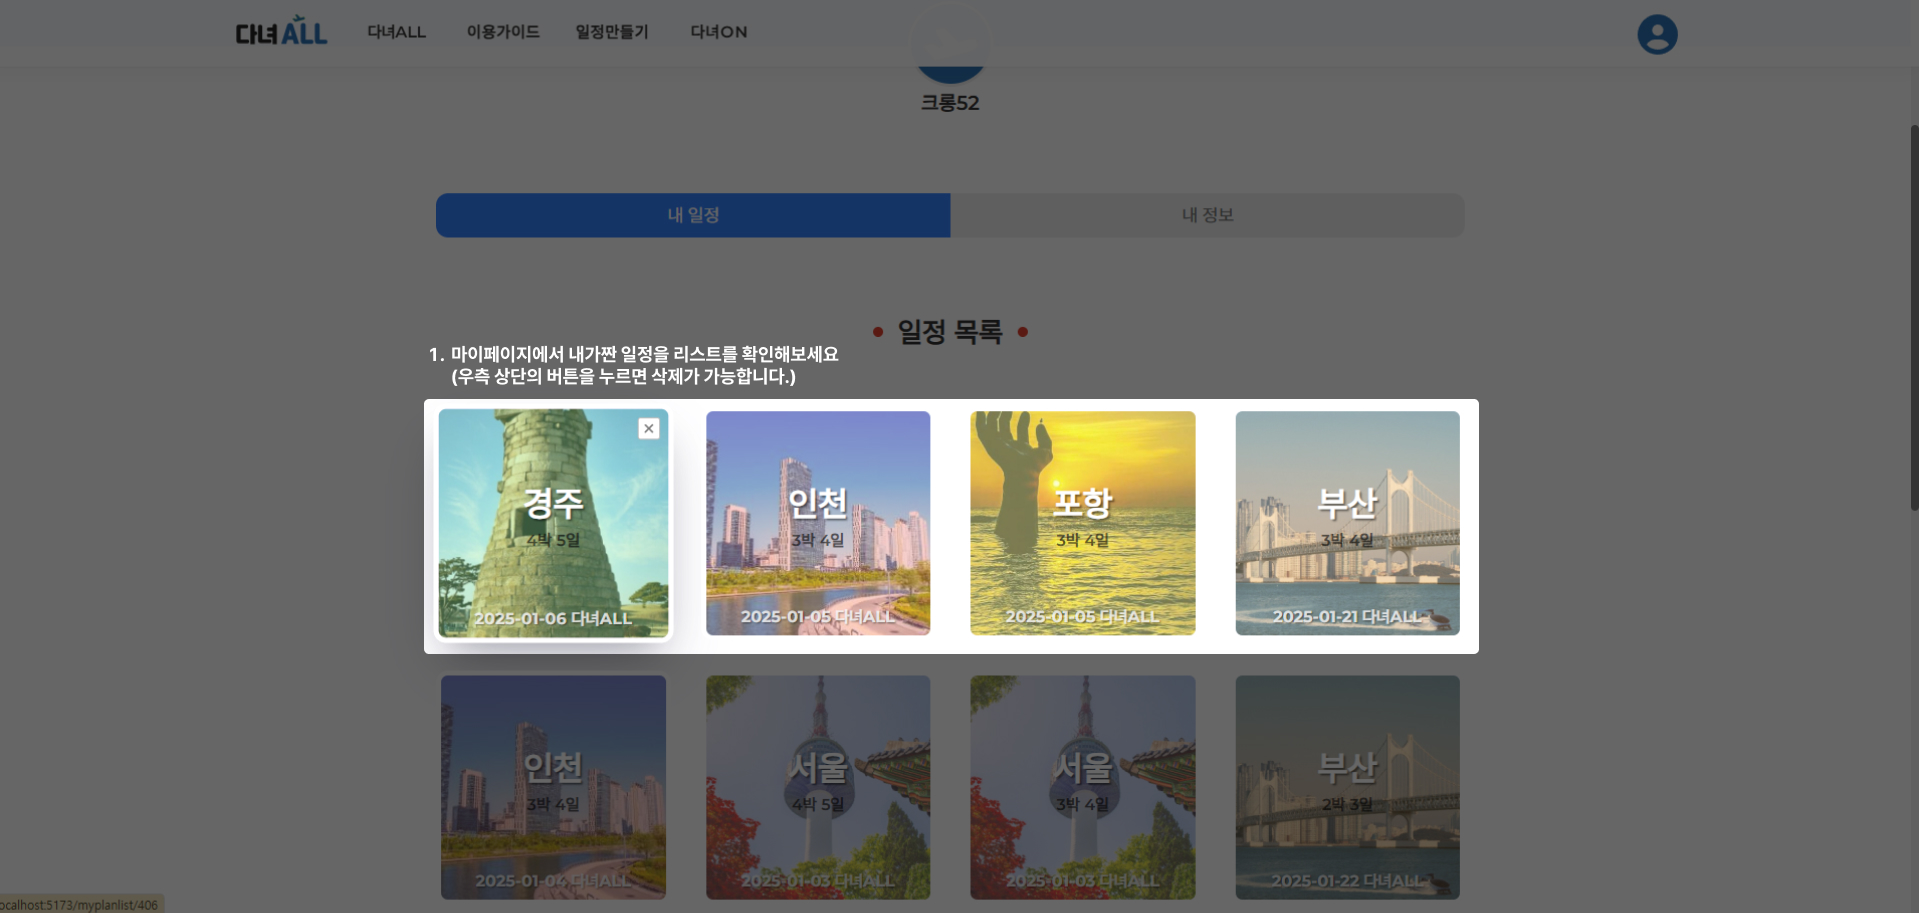 다녀ALL 다녀ALL 이용가이드 일정만들기 다녀ON
크롱52
내 일정 내 정보
일정 목록
1. 마이페이지에서 내가짠 일정을 리스트를 확인해보세요
(우측 상단의 버튼을 누르면 삭제가 가능합니다.)
경주 인천 포항 부산
4박 5일 3박 4일 3박 4일 3박 4일
2025-01-06 다녀ALL 2025-01-05 다녀ALL 2025-01-05 다녀ALL 2025-01-21 다녀ALL
인천 서울 서울 부산
3박 4일 4박 5일 3박 4일 2박 3일
2025-01-04 다녀ALL 2025-01-03 다녀ALL 2025-01-03 다녀ALL 2025-01-22 다녀ALL
ocalhost:5173/myplanlist/406